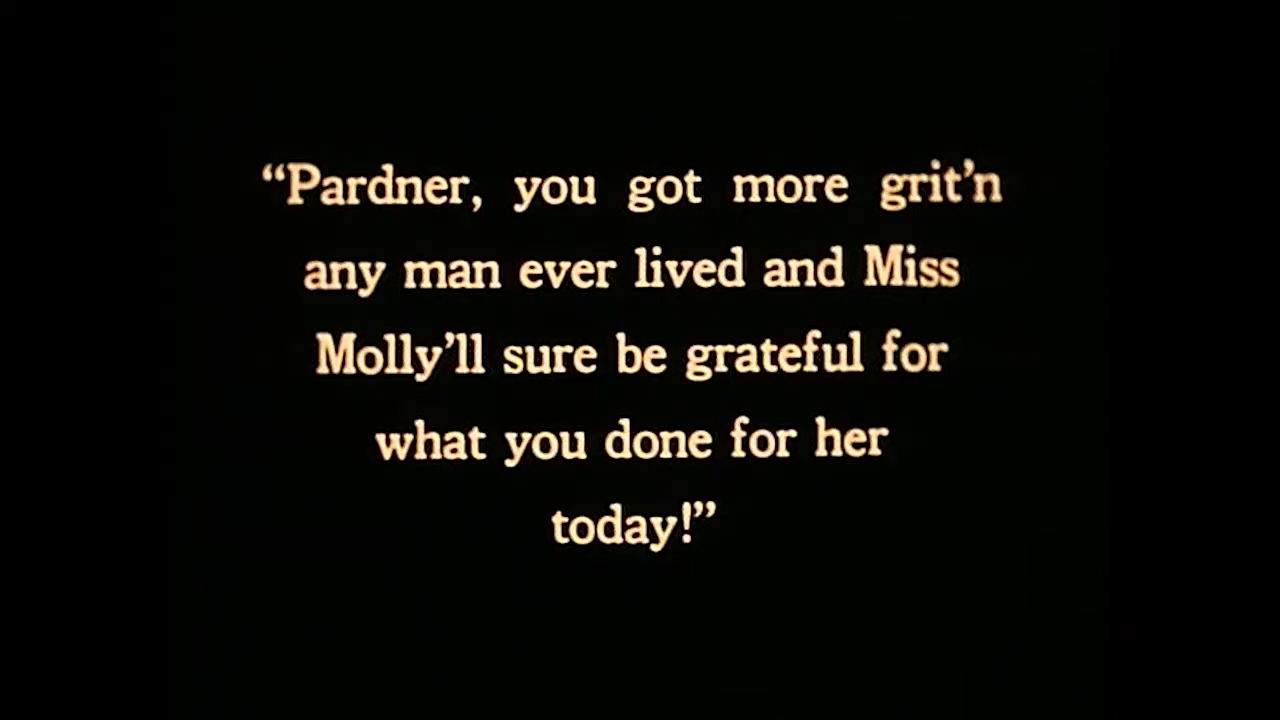 “Pardner, you got more grit’n
any man ever lived and Miss
Molly’ll sure be grateful for
what you done for her
today!”